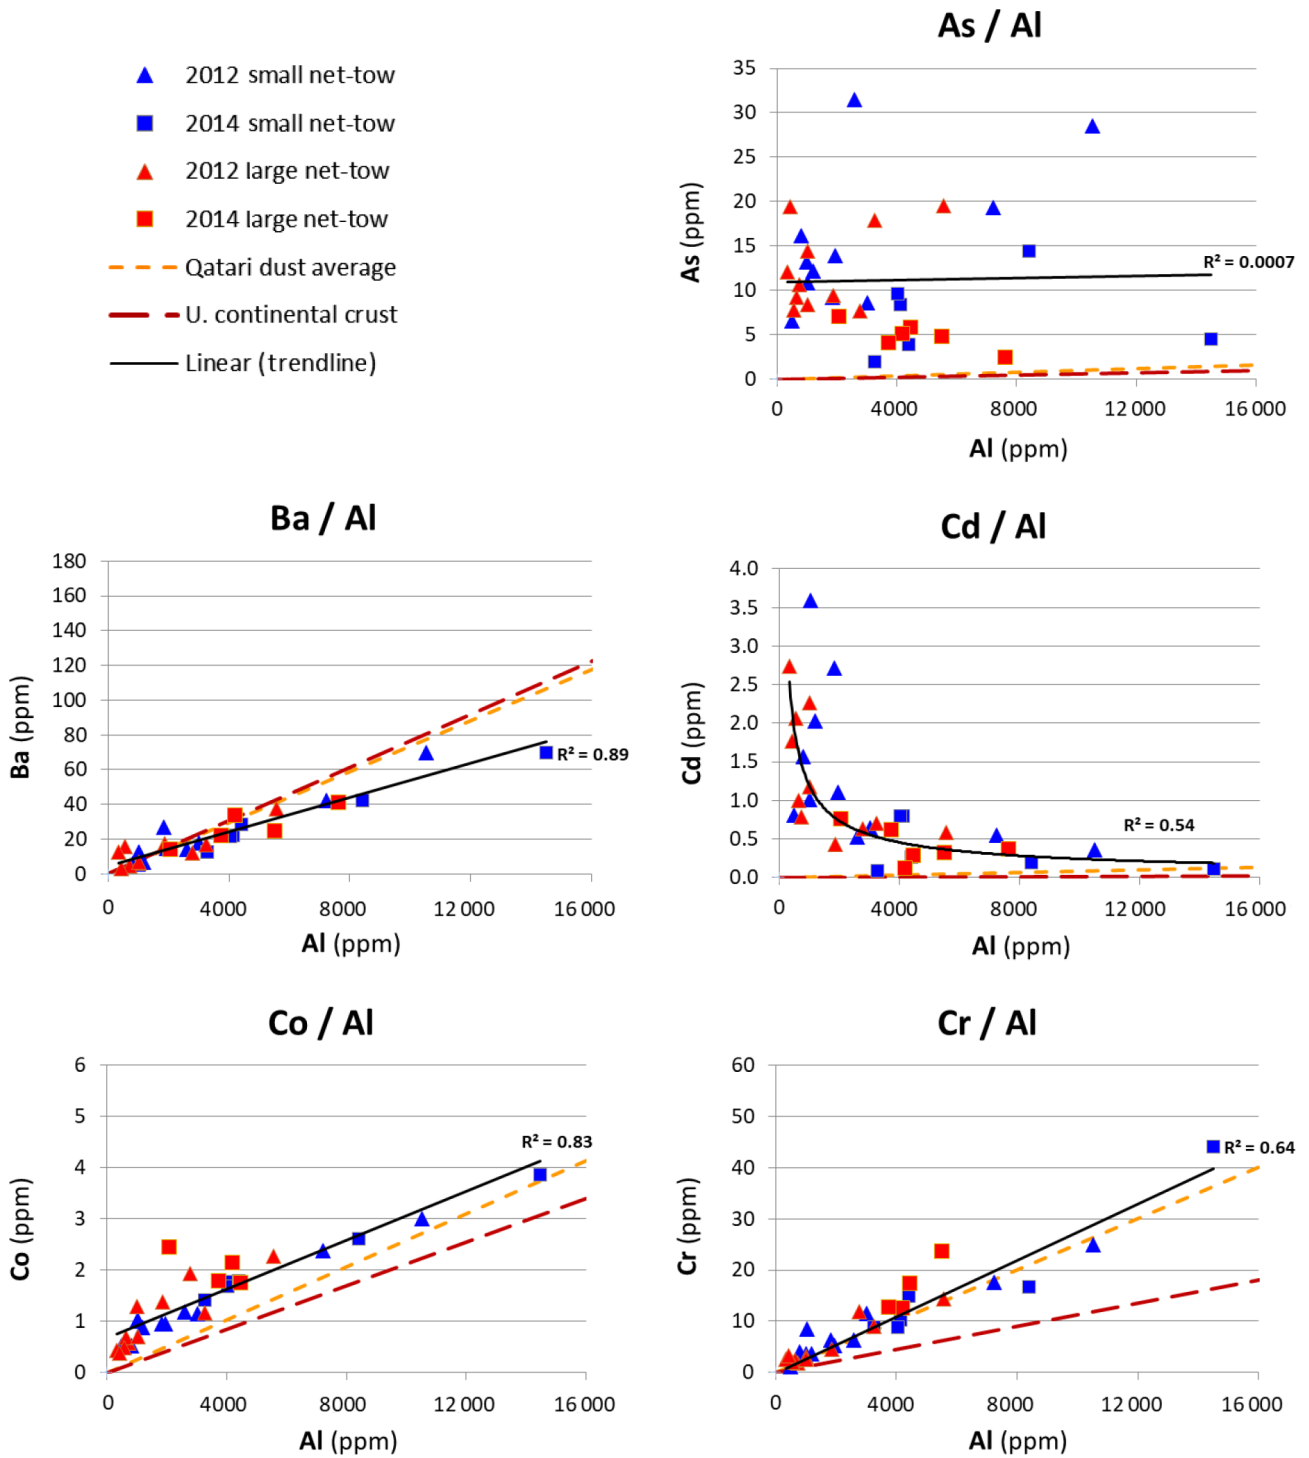 2012 small net-tow
2014 small net-tow
2012 large net-tow
2014 large net-tow
Qatari dust average
U. continental crust
Linear (trendline)
As / Al
35
30
25
20
15
10
5
0
As (ppm)
R² = 0.0007
0 4000 8000 12 000 16 000
Al (ppm)
Ba / Al
180
160
140
120
100
80
60
40
20
0
Ba (ppm)
R² = 0.89
0 4000 8000 12 000 16 000
Al (ppm)
Cd / Al
4.0
3.5
3.0
2.5
2.0
1.5
1.0
0.5
0.0
Cd (ppm)
R² = 0.54
0 4000 8000 12 000 16 000
Al (ppm)
Co / Al
6
5
4
3
2
1
0
Co (ppm)
R² = 0.83
0 4000 8000 12 000 16 000
Al (ppm)
Cr / Al
60
50
40
30
20
10
0
Cr (ppm)
R² = 0.64
0 4000 8000 12 000 16 000
Al (ppm)